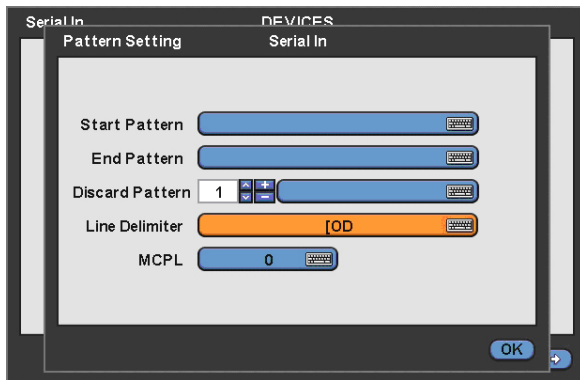 Serial In DEVICES
Pattern Setting Serial In
Start Pattern
End Pattern
Discard Pattern 1
Line Delimiter [OD
MCPL 0
OK